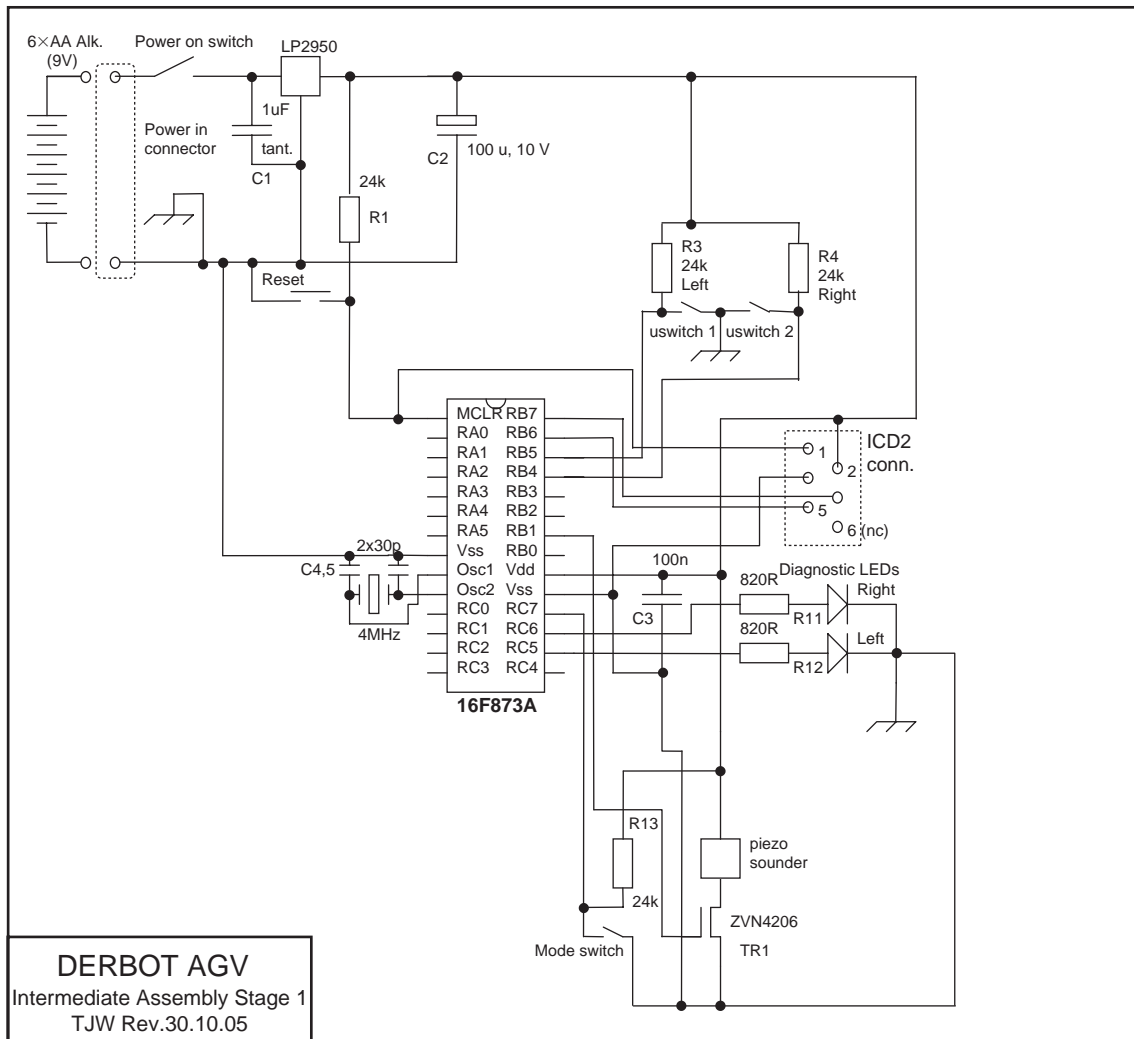 6×AA Alk.
(9V)
Power on switch
LP2950
1uF
tant.
C1
Power in
connector
C2
100 u, 10 V
24k
R1
Reset
R3
24k
Left
R4
24k
Right
uswitch 1
uswitch 2
MCLR RB7
RA0 RB6
RA1 RB5
RA2 RB4
RA3 RB3
RA4 RB2
RA5 RB1
Vss RB0
Osc1 Vdd
Osc2 Vss
RC0 RC7
RC1 RC6
RC2 RC5
RC3 RC4
16F873A
2x30p
C4,5
4MHz
ICD2
conn.
1
2
5
6 (nc)
100n
C3
Diagnostic LEDs
820R
Right
R11
820R
Left
R12
R13
24k
piezo
sounder
ZVN4206
TR1
Mode switch
DERBOT AGV
Intermediate Assembly Stage 1
TJW Rev.30.10.05